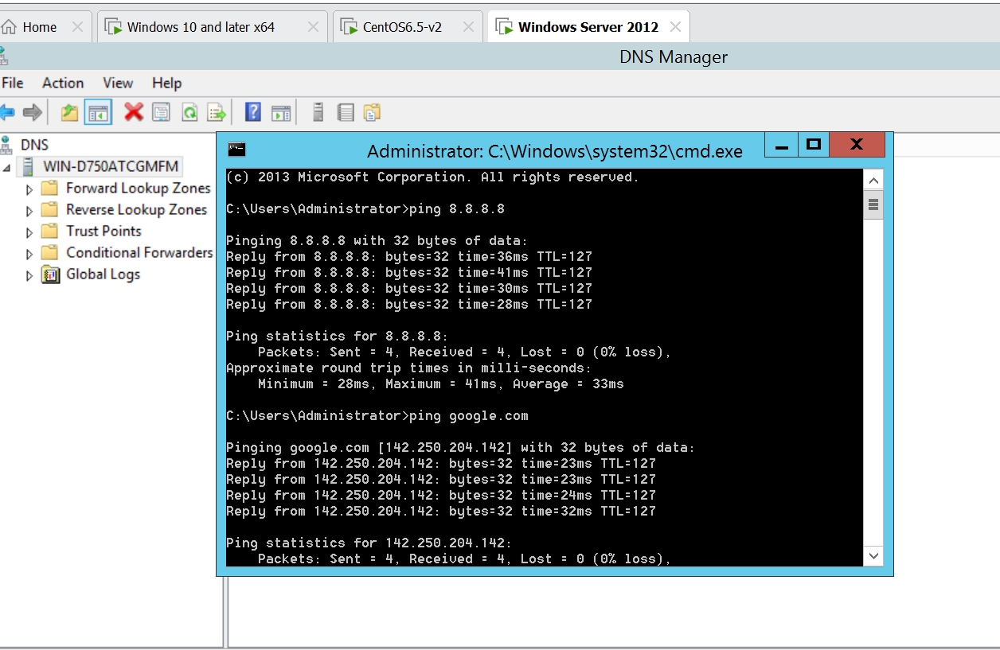 Home
Windows 10 and later x64
CentOS6.5-v2
Windows Server 2012
DNS Manager
File Action View Help
DNS
WIN-D750ATCGMFM
Forward Lookup Zones
Reverse Lookup Zones
Trust Points
Conditional Forwarders
Global Logs
Administrator: C:\Windows\system32\cmd.exe
(c) 2013 Microsoft Corporation. All rights reserved.
C:\Users\Administrator>ping 8.8.8.8
Pinging 8.8.8.8 with 32 bytes of data:
Reply from 8.8.8.8: bytes=32 time=36ms TTL=127
Reply from 8.8.8.8: bytes=32 time=41ms TTL=127
Reply from 8.8.8.8: bytes=32 time=30ms TTL=127
Reply from 8.8.8.8: bytes=32 time=28ms TTL=127
Ping statistics for 8.8.8.8:
Packets: Sent = 4, Received = 4, Lost = 0 (0% loss),
Approximate round trip times in milli-seconds:
Minimum = 28ms, Maximum = 41ms, Average = 33ms
C:\Users\Administrator>ping google.com
Pinging google.com [142.250.204.142] with 32 bytes of data:
Reply from 142.250.204.142: bytes=32 time=23ms TTL=127
Reply from 142.250.204.142: bytes=32 time=23ms TTL=127
Reply from 142.250.204.142: bytes=32 time=24ms TTL=127
Reply from 142.250.204.142: bytes=32 time=32ms TTL=127
Ping statistics for 142.250.204.142:
Packets: Sent = 4, Received = 4, Lost = 0 (0% loss),